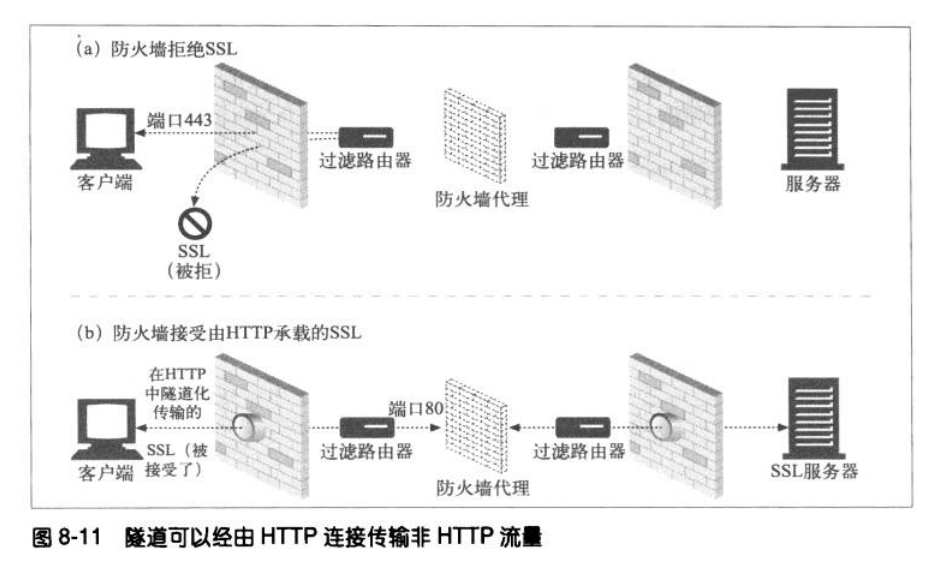 (a) 防火墙拒绝SSL
端口443
客户端
过滤路由器
过滤路由器
防火墙代理
服务器
SSL
(被拒)
(b) 防火墙接受由HTTP承载的SSL
在HTTP
中隧道化
传输的
SSL(被
接受了)
客户端
过滤路由器
端口80
防火墙代理
过滤路由器
SSL服务器
图 8-11 隧道可以经由 HTTP 连接传输非 HTTP 流量